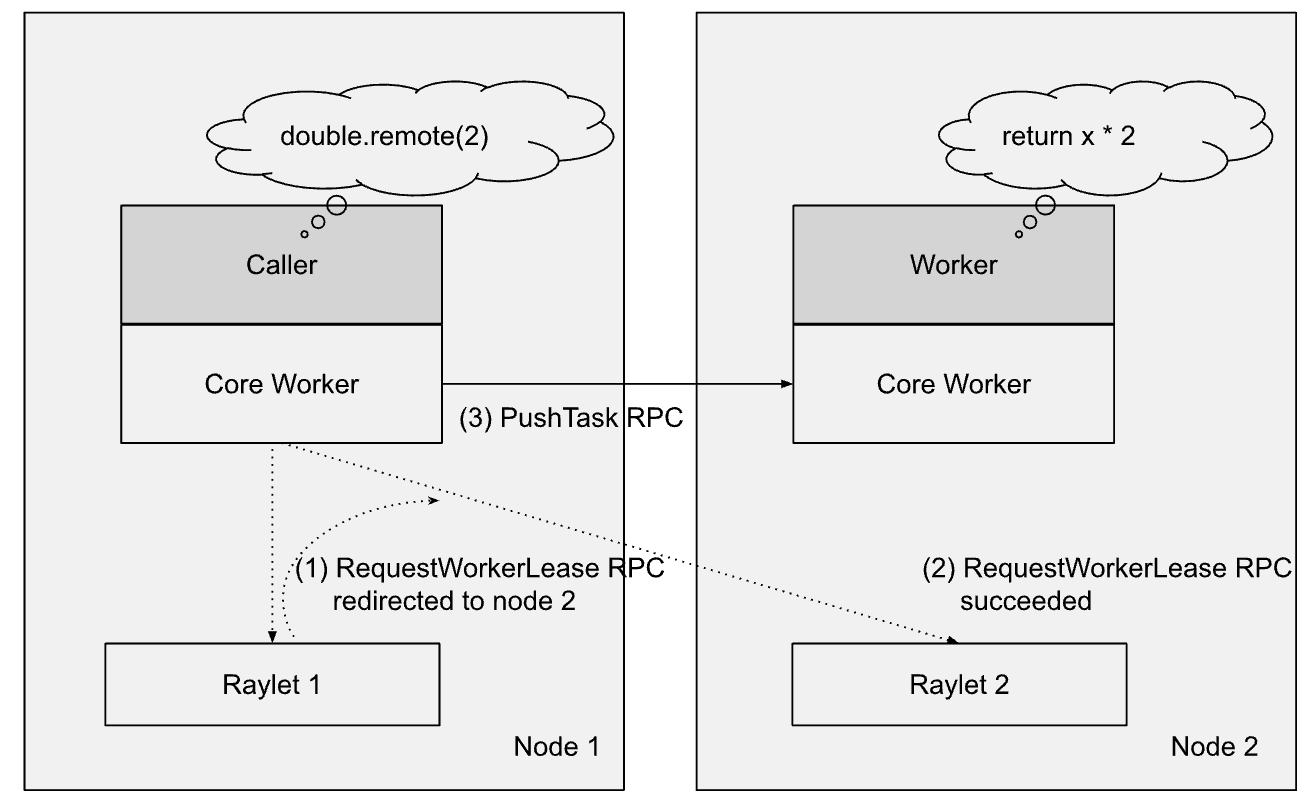 double.remote(2)
return x * 2
Caller
Worker
Core Worker
Core Worker
(3) PushTask RPC
(1) RequestWorkerLease RPC
redirected to node 2
(2) RequestWorkerLease RPC
succeeded
Raylet 1
Raylet 2
Node 1
Node 2